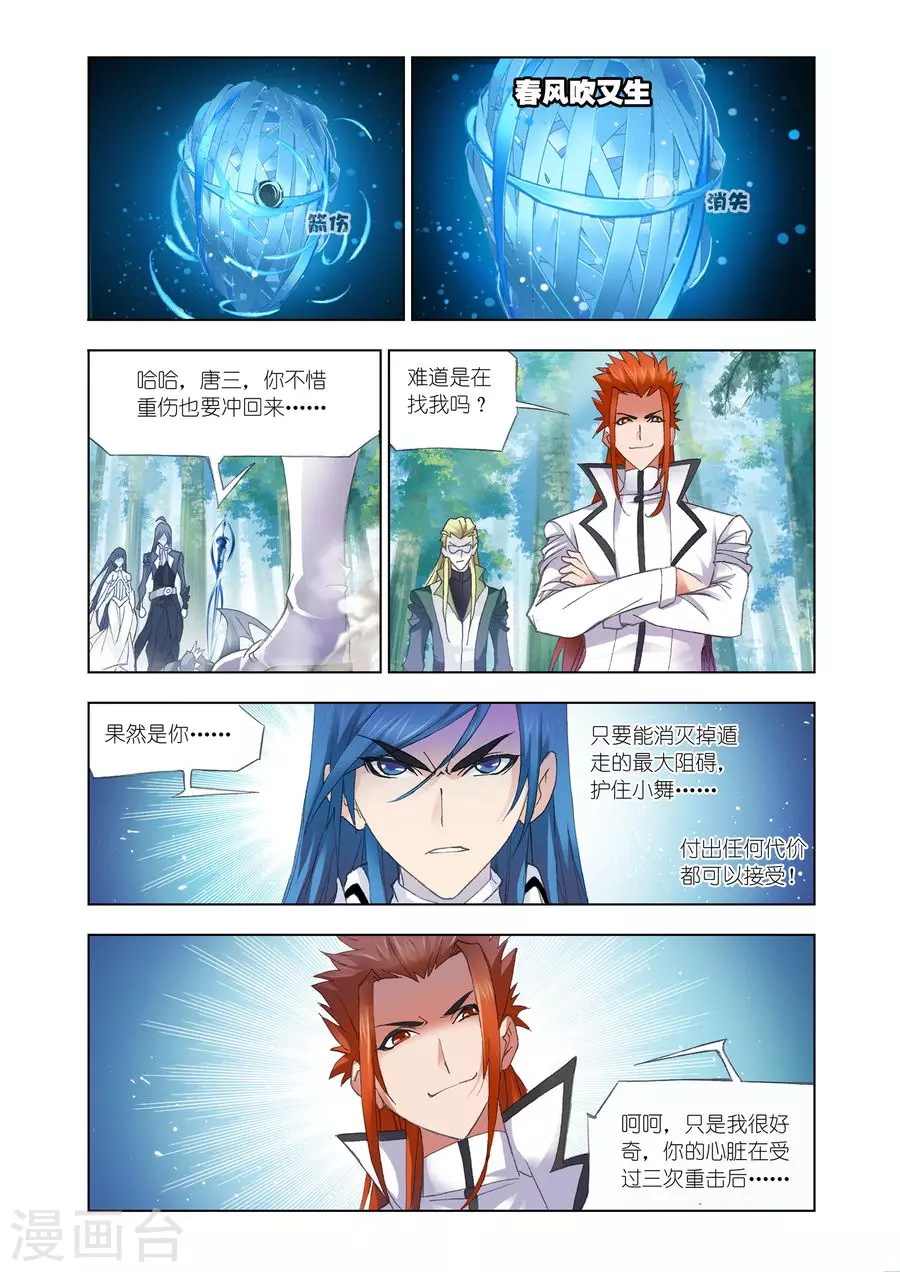 箭伤
春风吹又生
消失
哈哈，唐三，你不惜
重伤也要冲回来……
难道是在
找我吗？
果然是你……
只要能消灭掉遁
走的最大阻碍，
护住小舞……
付出任何代价
都可以接受！
呵呵，只是我很好
奇，你的心脏在受
过三次重击后……
漫画台